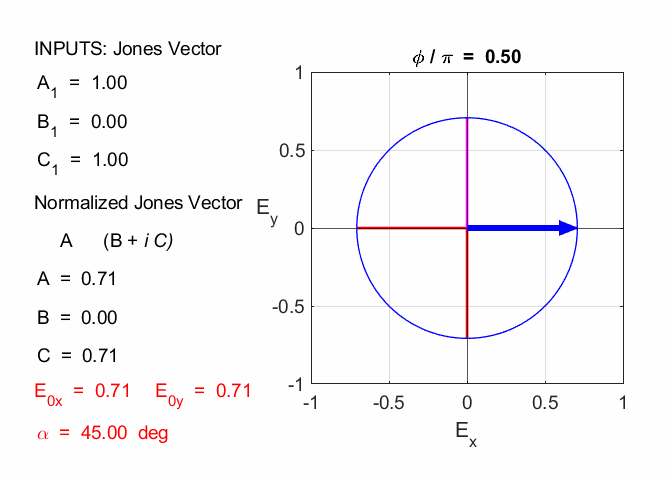 INPUTS: Jones Vector
A1 = 1.00
B1 = 0.00
C1 = 1.00
Normalized Jones Vector
A (B + i C)
A = 0.71
B = 0.00
C = 0.71
E0x = 0.71 E0y = 0.71
α = 45.00 deg
ϕ / π = 0.50
1
0.5
0
-0.5
-1
Ey
-1 -0.5 0 0.5 1
Ex